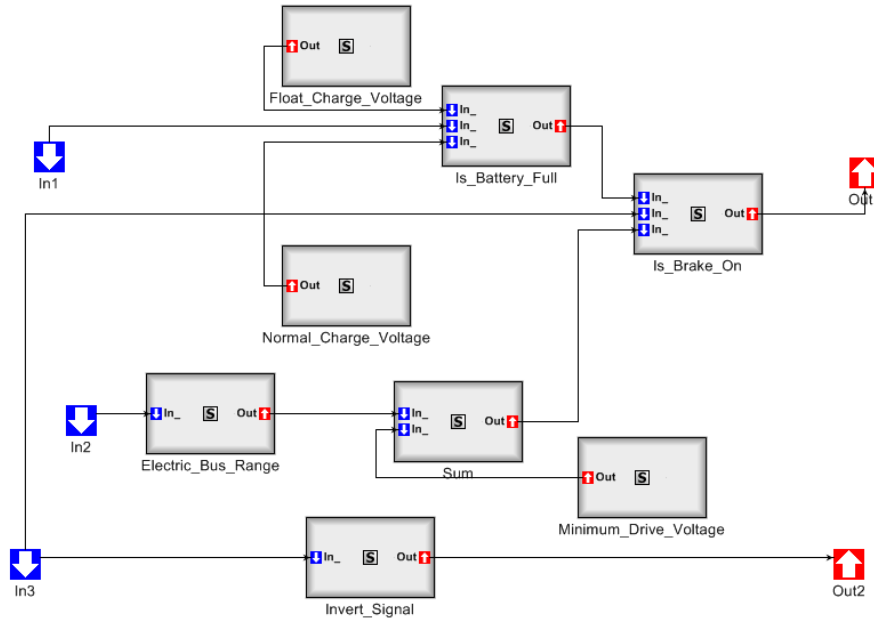 Out S
Float_Charge_Voltage
In_
In_ S Out
In_
In1
Is_Battery_Full
Out
In_
In_ S Out
In_
Is_Brake_On
Out S
Normal_Charge_Voltage
In_ S Out
In_
In_ S Out
In2
Electric_Bus_Range
Sum
Out S
Minimum_Drive_Voltage
In_ S Out
In3
Out2
Invert_Signal